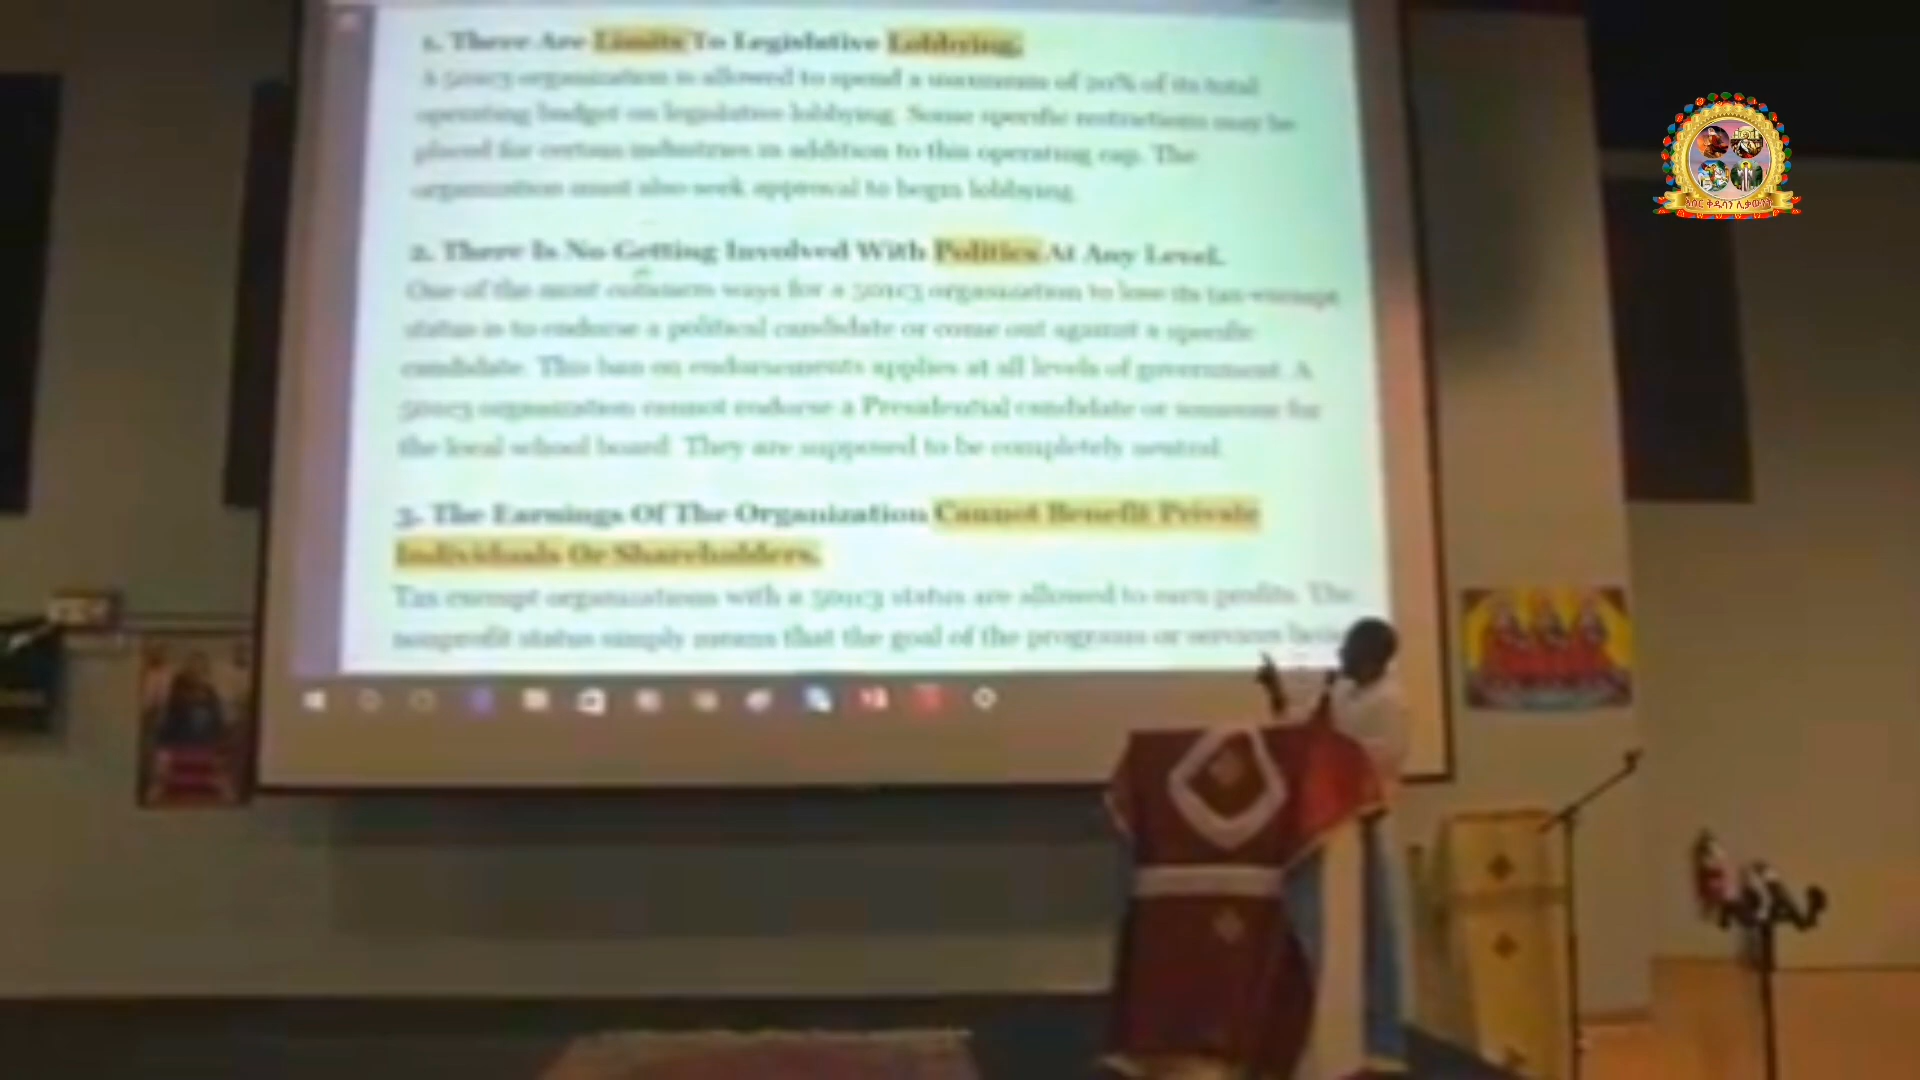 1. There Are Limits To Legislative Lobbying.
A 501c3 organization is allowed to spend a maximum of 20% of its total
operating budget on legislative lobbying. Some specific restrictions may be
placed for certain industries in addition to this operating cap. The
organization must also seek approval to begin lobbying.
2. There Is No Getting Involved With Politics At Any Level.
One of the most common ways for a 501c3 organization to lose its tax-exempt
status is to endorse a political candidate or come out against a specific
candidate. This ban on endorsements applies at all levels of government. A
501c3 organization cannot endorse a Presidential candidate or someone for
the local school board. They are supposed to be completely neutral.
3. The Earnings Of The Organization Cannot Benefit Private
Individuals Or Shareholders.
Tax exempt organizations with a 501c3 status are allowed to earn profits. The
nonprofit status simply means that the goal of the programs or services
ቅዱሳን ሊቃውንት